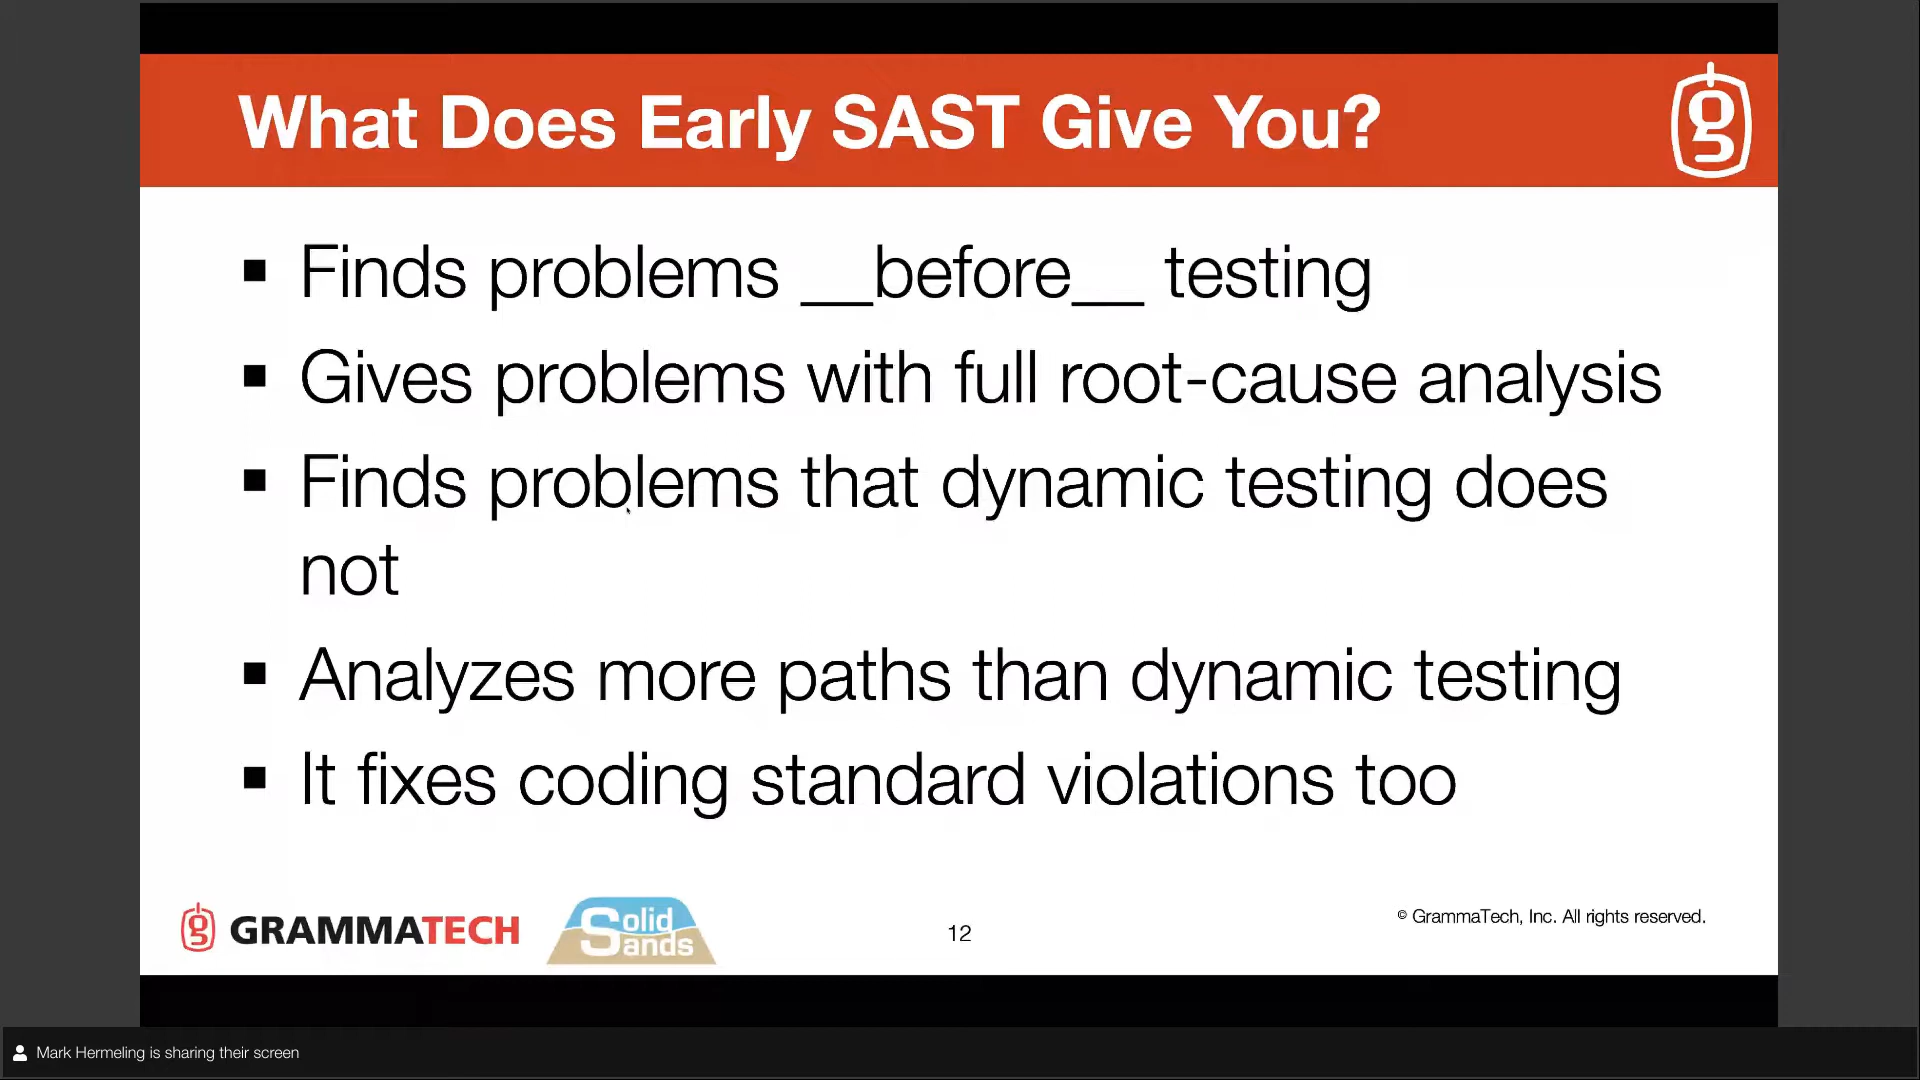 What Does Early SAST Give You?
▪ Finds problems __before__ testing
▪ Gives problems with full root-cause analysis
▪ Finds problems that dynamic testing does
not
▪ Analyzes more paths than dynamic testing
▪ It fixes coding standard violations too
GRAMMATECH
Solid
Sands
12
© GrammaTech, Inc. All rights reserved.
Mark Hermeling is sharing their screen